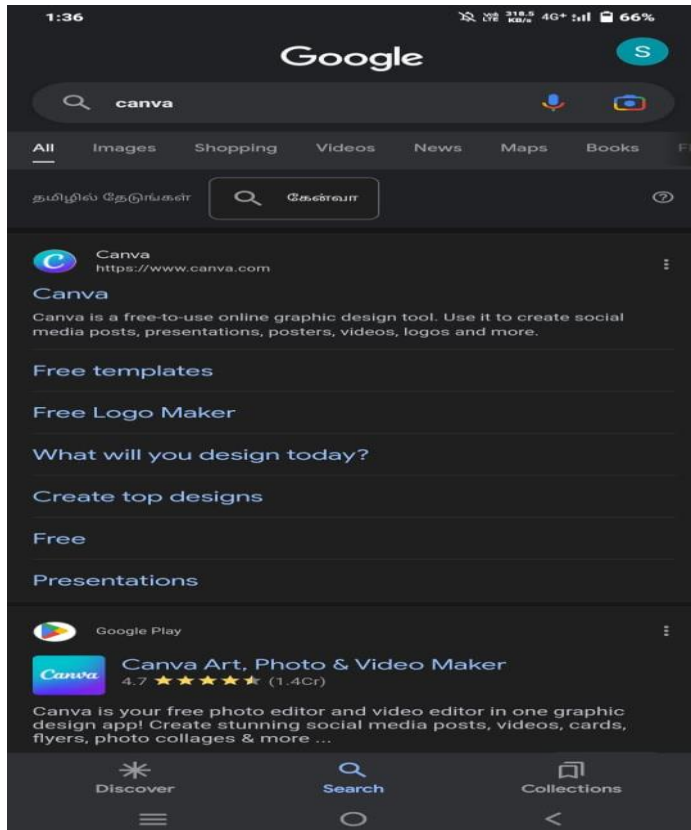 1:36
Vo) LTE 318.5 KB/s 4G+ 66%
Google
S
canva
All Images Shopping Videos News Maps Books
தமிழில் தேடுங்கள் கேன்வா
Canva
https://www.canva.com
Canva
Canva is a free-to-use online graphic design tool. Use it to create social
media posts, presentations, posters, videos, logos and more.
Free templates
Free Logo Maker
What will you design today?
Create top designs
Free
Presentations
Google Play
Canva Canva Art, Photo & Video Maker
4.7 (1.4Cr)
Canva is your free photo editor and video editor in one graphic
design app! Create stunning social media posts, videos, cards,
flyers, photo collages & more ...
Discover Search Collections